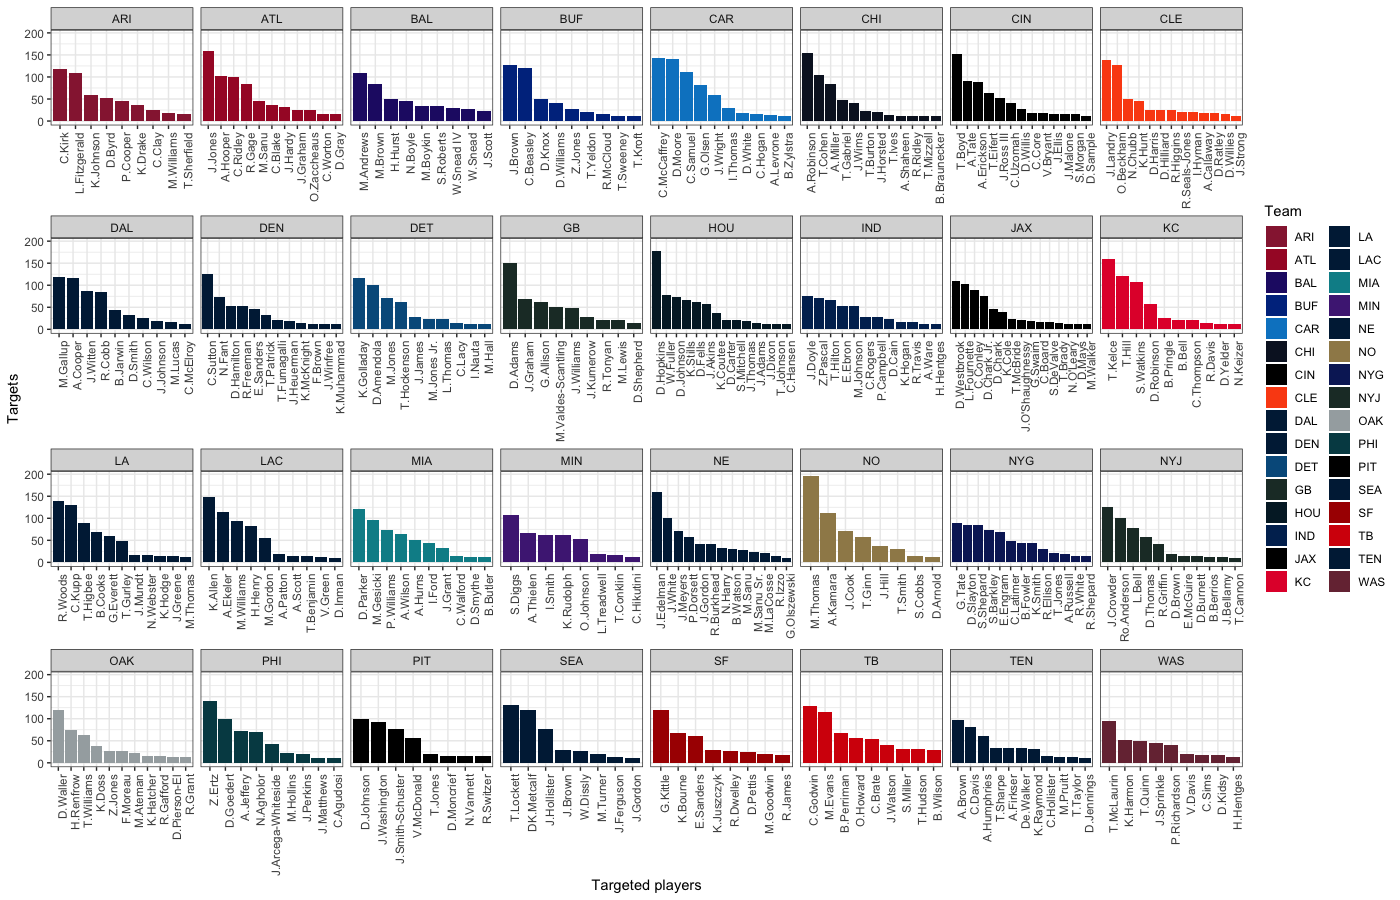 ARI ATL BAL BUF CAR CHI CIN CLE
200
150
100
50
0
C.Kirk
L.Fitzgerald
K.Johnson
D.Byrd
P.Cooper
K.Drake
C.Clay
M.Williams
T.Sherfield
J.Jones
A.Hooper
C.Ridley
R.Gage
M.Sanu
C.Blake
J.Hardy
J.Graham
O.Zaccheaus
C.Worton
D.Gray
M.Andrews
M.Brown
H.Hurst
N.Boyle
M.Boykin
S.Roberts
W.Snead IV
W.Snead
J.Scott
J.Brown
C.Beasley
D.Knox
D.Williams
Z.Jones
T.Yeldon
R.McCloud
T.Sweeney
T.Kroft
C.McCaffrey
D.Moore
C.Samuel
G.Olsen
J.Wright
I.Thomas
D.White
C.Hogan
A.Levrone
B.Zylstra
A.Robinson
T.Cohen
A.Miller
T.Gabriel
J.Wims
T.Burton
J.Horsted
T.Ives
A.Shaheen
R.Ridley
T.Mizzell
B.Braunecker
T.Boyd
A.Tate
A.Erickson
T.Eifert
J.Ross III
C.Uzomah
D.Willis
C.Core
V.Bryant
J.Ellis
J.Malone
S.Morgan
D.Sample
J.Landry
O.Beckham
N.Chubb
K.Hunt
D.Harris
D.Hilliard
R.Higgins
R.Seals-Jones
I.Hyman
A.Callaway
D.Ratley
D.Willies
J.Strong
DAL DEN DET GB HOU IND JAX KC
200
150
100
50
0
M.Gallup
A.Cooper
J.Witten
R.Cobb
B.Jarwin
D.Smith
C.Wilson
J.Johnson
M.Lucas
C.McElroy
C.Sutton
N.Fant
D.Hamilton
R.Freeman
E.Sanders
T.Patrick
T.Fumagalli
J.Heuerman
K.McKnight
F.Brown
J.Winfree
K.Muhammad
K.Golladay
D.Amendola
M.Jones
T.Hockenson
J.James
M.Jones Jr.
L.Thomas
C.Lacy
I.Nauta
M.Hall
D.Adams
J.Graham
G.Allison
M.Valdes-Scantling
J.Williams
J.Kumerow
R.Tonyan
M.Lewis
D.Shepherd
D.Hopkins
W.Fuller
D.Johnson
K.Stills
D.Fells
J.Akins
K.Coutee
D.Carter
S.Mitchell
J.Thomas
J.Adams
J.Dixon
T.Johnson
C.Hansen
J.Doyle
Z.Pascal
T.Hilton
E.Ebron
M.Johnson
C.Rogers
P.Campbell
D.Cain
K.Hogan
R.Travis
A.Ware
H.Hentges
D.Westbrook
L.Fournette
C.Conley
D.Chark Jr.
D.Chark
K.Cole
T.McBride
J.O'Shaughnessy
G.Swaim
C.Board
S.DeValve
J.Bray
N.O'Leary
D.Mays
M.Walker
T.Kelce
T.Hill
S.Watkins
D.Robinson
B.Pringle
B.Bell
C.Thompson
R.Davis
D.Yelder
N.Keizer
Targets
LA LAC MIA MIN NE NO NYG NYJ
200
150
100
50
0
R.Woods
C.Kupp
T.Higbee
B.Cooks
G.Everett
T.Gurley
J.Mundt
N.Webster
K.Hodge
J.Greene
M.Thomas
K.Allen
A.Ekeler
M.Williams
H.Henry
M.Gordon
A.Patton
A.Scott
T.Benjamin
V.Green
D.Inman
D.Parker
M.Gesicki
P.Williams
A.Wilson
A.Hurns
I.Ford
J.Grant
C.Walford
D.Smythe
B.Butler
S.Diggs
A.Thielen
I.Smith
K.Rudolph
O.Johnson
L.Treadwell
T.Conklin
C.Hikutini
J.Edelman
J.White
J.Meyers
P.Dorsett
J.Gordon
R.Burkhead
N.Harry
B.Watson
M.Sanu
M.Sanu Sr.
M.LaCosse
R.Izzo
G.Olszewski
M.Thomas
A.Kamara
J.Cook
T.Ginn
J.Hill
T.Smith
S.Cobbs
D.Arnold
G.Tate
D.Slayton
S.Shepard
S.Barkley
E.Engram
C.Latimer
B.Fowler
K.Smith
R.Ellison
T.Jones
A.Russell
R.White
R.Shepard
J.Crowder
Ro.Anderson
L.Bell
D.Thomas
R.Griffin
D.Brown
E.McGuire
D.Burnett
B.Berrios
J.Bellamy
T.Cannon
OAK PHI PIT SEA SF TB TEN WAS
200
150
100
50
0
D.Waller
H.Renfrow
T.Williams
K.Doss
Z.Jones
F.Moreau
M.Ateman
K.Hatcher
R.Gafford
D.Pierson-El
R.Grant
Z.Ertz
D.Goedert
A.Jeffery
N.Agholor
J.Arcega-Whiteside
M.Hollins
J.Perkins
J.Matthews
C.Agudosi
D.Johnson
J.Washington
J.Smith-Schuster
V.McDonald
T.Jones
D.Moncrief
N.Vannett
R.Switzer
T.Lockett
DK.Metcalf
J.Hollister
J.Brown
W.Dissly
M.Turner
J.Ferguson
J.Gordon
G.Kittle
K.Bourne
E.Sanders
K.Juszczyk
R.Dwelley
D.Pettis
M.Goodwin
R.James
C.Godwin
M.Evans
B.Perriman
O.Howard
C.Brate
J.Watson
S.Miller
T.Hudson
B.Wilson
A.Brown
C.Davis
A.Humphries
T.Sharpe
A.Firkser
De.Walker
K.Raymond
C.Hollister
M.Pruitt
T.Taylor
D.Jennings
T.McLaurin
K.Harmon
T.Quinn
J.Sprinkle
P.Richardson
V.Davis
C.Sims
D.Kidsy
H.Hentges
Targeted players
Team
ARI LA
ATL LAC
BAL MIA
BUF MIN
CAR NE
CHI NO
CIN NYG
CLE NYJ
DAL OAK
DEN PHI
DET PIT
GB SEA
HOU SF
IND TB
JAX TEN
KC WAS